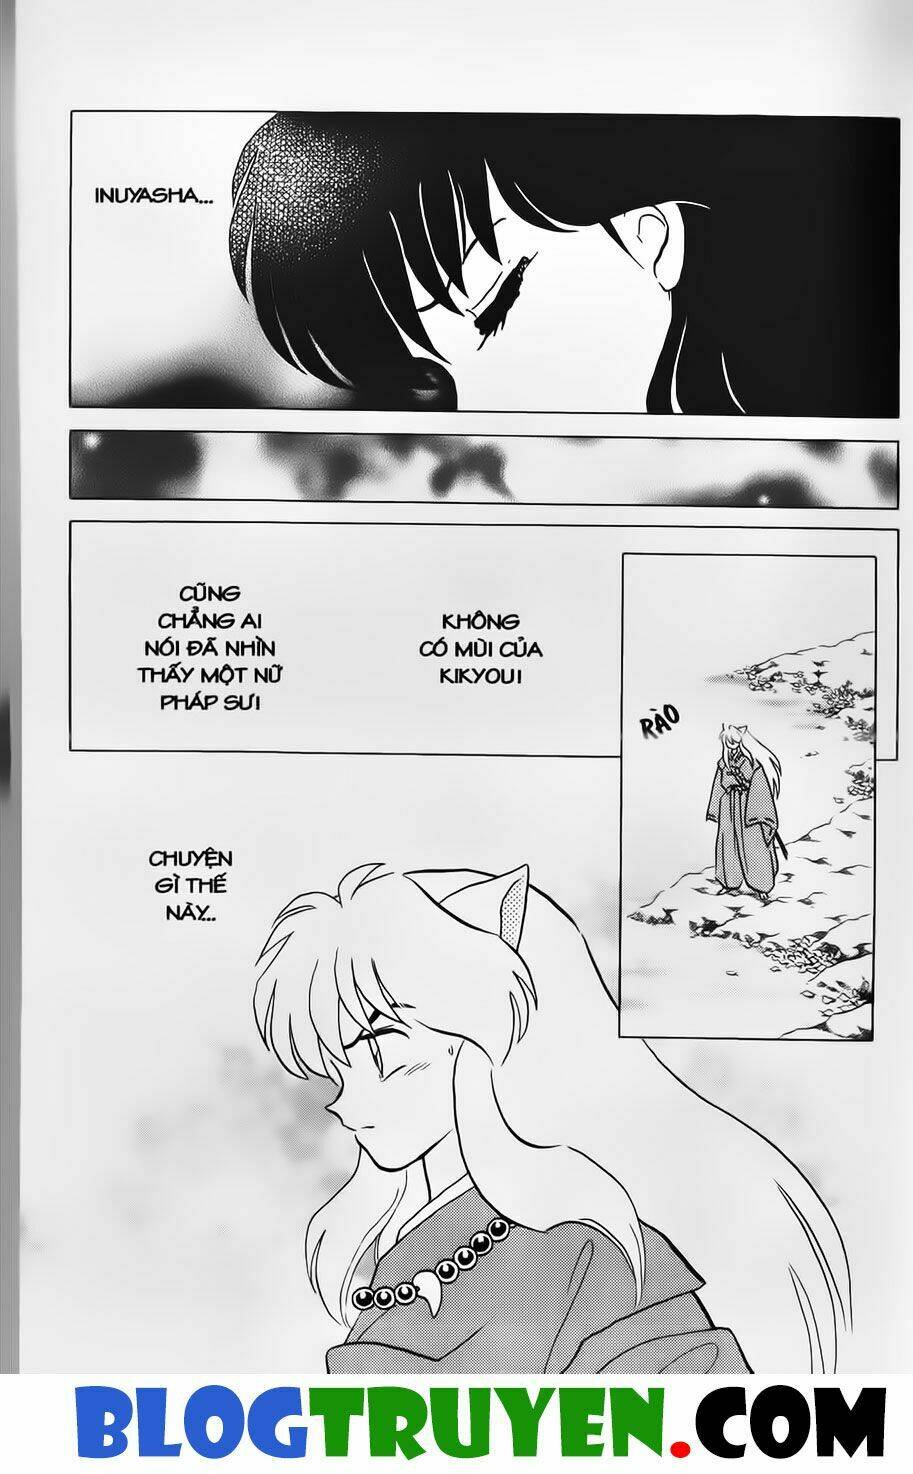 INUYASHA...
KHÔNG
CÓ MÙI CỦA
KIKYOU!
CŨNG
CHẲNG AI
NÓI ĐÃ NHÌN
THẤY MỘT NỮ
PHÁP SƯ!
RÀO
CHUYỆN
GÌ THẾ
NÀY...
BLOGTRUYEN.COM